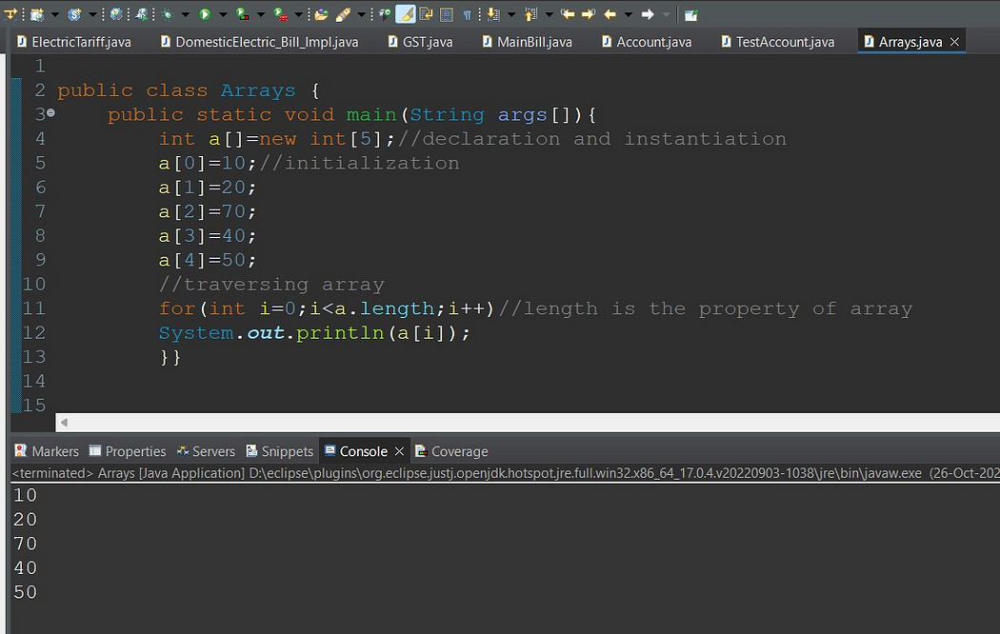 ElectricTariff.java DomesticElectric_Bill_Impl.java GST.java MainBill.java Account.java TestAccount.java Arrays.java
1
2 public class Arrays {
3 public static void main(String args[]){
4 int a[]=new int[5];//declaration and instantiation
5 a[0]=10;//initialization
6 a[1]=20;
7 a[2]=70;
8 a[3]=40;
9 a[4]=50;
10 //traversing array
11 for(int i=0;i<a.length;i++)//length is the property of array
12 System.out.println(a[i]);
13 }}
14
15
Markers Properties Servers Snippets Console Coverage
<terminated> Arrays [Java Application] D:\eclipse\plugins\org.eclipse.justj.openjdk.hotspot.jre.full.win32.x86_64_17.0.4.v20220903-1038\jre\bin\javaw.exe (26-Oct-202
10
20
70
40
50